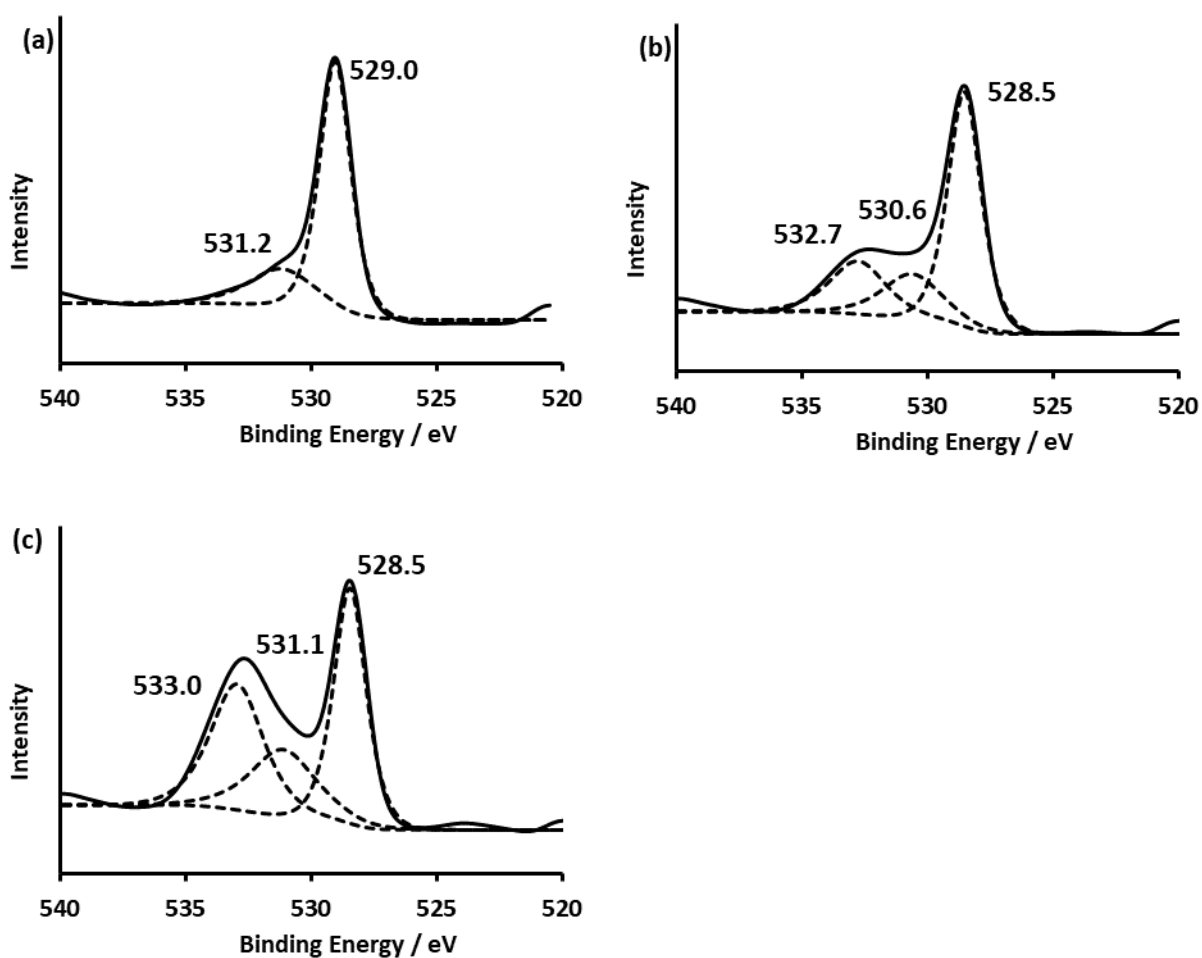 (a)
529.0
531.2
Intensity
540 535 530 525 520
Binding Energy / eV
(b)
528.5
530.6
532.7
Intensity
540 535 530 525 520
Binding Energy / eV
(c)
528.5
531.1
533.0
Intensity
540 535 530 525 520
Binding Energy / eV